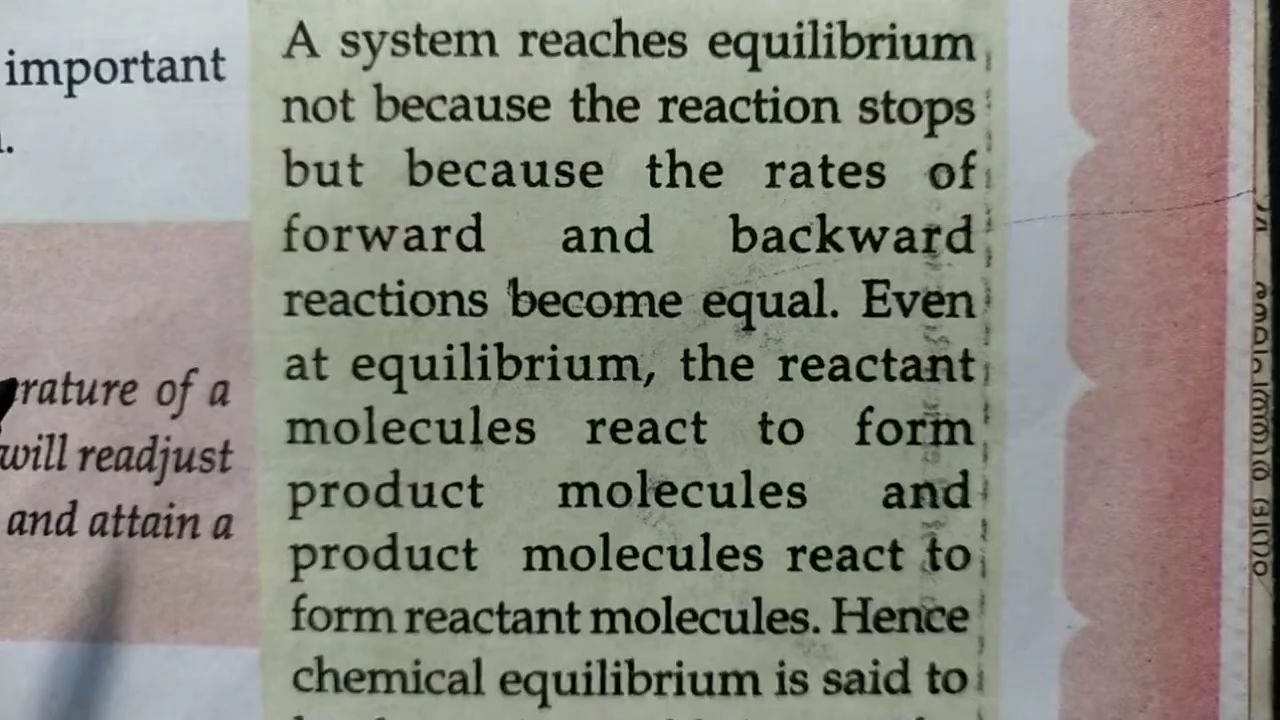 important
.
rature of a
will readjust
and attain a
A system reaches equilibrium
not because the reaction stops
but because the rates of
forward and backward
reactions become equal. Even
at equilibrium, the reactant
molecules react to form
product molecules and
product molecules react to
form reactant molecules. Hence
chemical equilibrium is said to